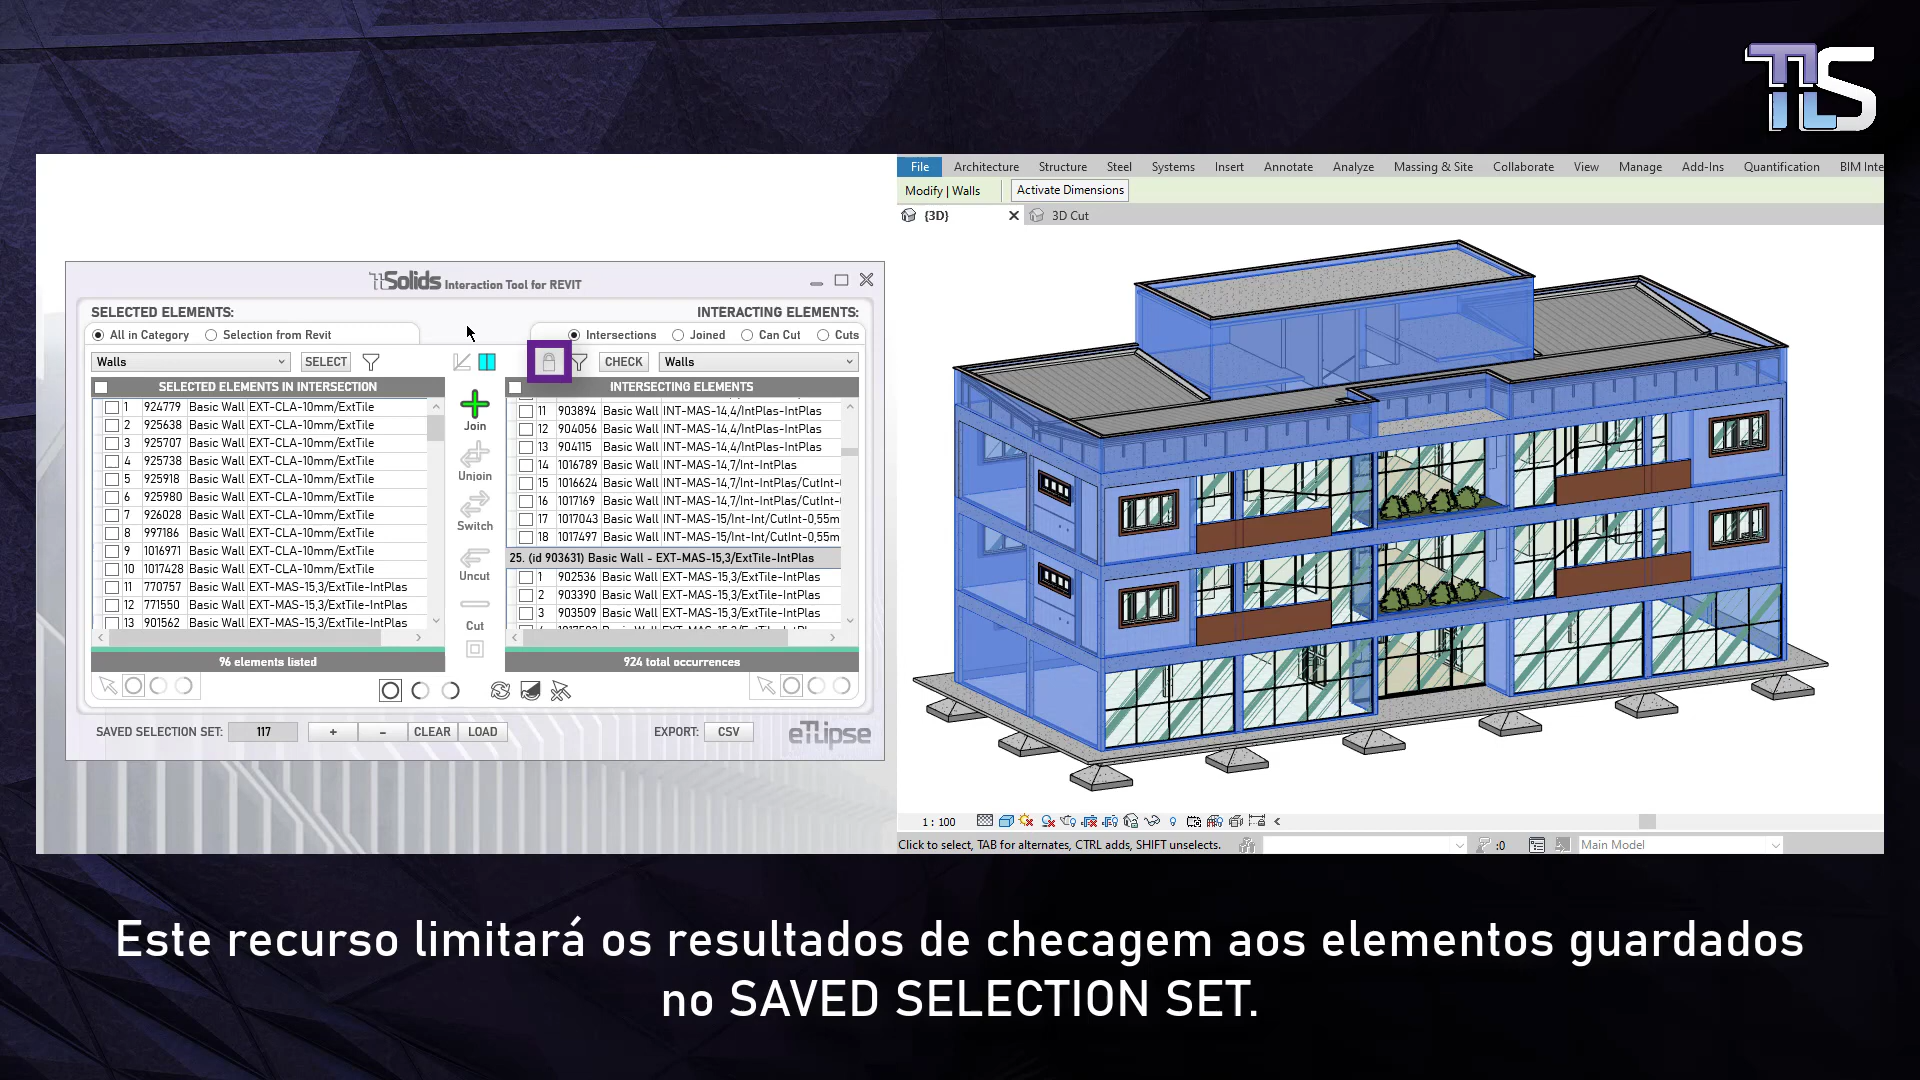 TTLS
File Architecture Structure Steel Systems Insert Annotate Analyze Massing & Site Collaborate View Manage Add-Ins Quantification BIM Inte
Modify | Walls Activate Dimensions
{3D} 3D Cut
Solids Interaction Tool for REVIT
SELECTED ELEMENTS: INTERACTING ELEMENTS:
All in Category Selection from Revit Intersections Joined Can Cut Cuts
Walls SELECT CHECK Walls
SELECTED ELEMENTS IN INTERSECTION
1 924779 Basic Wall EXT-CLA-10mm/ExtTile
2 925638 Basic Wall EXT-CLA-10mm/ExtTile
3 925707 Basic Wall EXT-CLA-10mm/ExtTile
4 925738 Basic Wall EXT-CLA-10mm/ExtTile
5 925918 Basic Wall EXT-CLA-10mm/ExtTile
6 925980 Basic Wall EXT-CLA-10mm/ExtTile
7 926028 Basic Wall EXT-CLA-10mm/ExtTile
8 997186 Basic Wall EXT-CLA-10mm/ExtTile
9 1016971 Basic Wall EXT-CLA-10mm/ExtTile
10 1017428 Basic Wall EXT-CLA-10mm/ExtTile
11 770757 Basic Wall EXT-MAS-15,3/ExtTile-IntPlas
12 771550 Basic Wall EXT-MAS-15,3/ExtTile-IntPlas
13 901562 Basic Wall EXT-MAS-15,3/ExtTile-IntPlas
96 elements listed
Join
Unjoin
Switch
Uncut
Cut
INTERSECTING ELEMENTS
11 903894 Basic Wall INT-MAS-14,4/IntPlas-IntPlas
12 904056 Basic Wall INT-MAS-14,4/IntPlas-IntPlas
13 904115 Basic Wall INT-MAS-14,4/IntPlas-IntPlas
14 1016789 Basic Wall INT-MAS-14,7/Int-IntPlas
15 1016624 Basic Wall INT-MAS-14,7/Int-IntPlas/CutInt-
16 1017169 Basic Wall INT-MAS-14,7/Int-IntPlas/CutInt-
17 1017043 Basic Wall INT-MAS-15/Int-Int/CutInt-0,55m
18 1017497 Basic Wall INT-MAS-15/Int-Int/CutInt-0,55m
25. (id 903631) Basic Wall - EXT-MAS-15,3/ExtTile-IntPlas
1 902536 Basic Wall EXT-MAS-15,3/ExtTile-IntPlas
2 903390 Basic Wall EXT-MAS-15,3/ExtTile-IntPlas
3 903509 Basic Wall EXT-MAS-15,3/ExtTile-IntPlas
924 total occurrences
SAVED SELECTION SET: 117 + - CLEAR LOAD EXPORT: CSV eTLipse
1 : 100
Click to select, TAB for alternates, CTRL adds, SHIFT unselects. :0 Main Model
Este recurso limitará os resultados de checagem aos elementos guardados
no SAVED SELECTION SET.